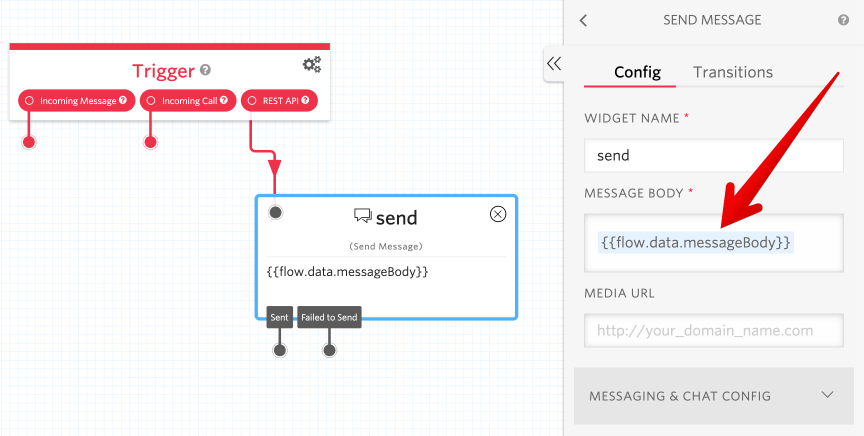 Trigger ?
Incoming Message ?
Incoming Call ?
REST API ?
send
(Send Message)
{{flow.data.messageBody}}
Sent
Failed to Send
SEND MESSAGE ?
Config
Transitions
WIDGET NAME *
send
MESSAGE BODY *
{{flow.data.messageBody}}
MEDIA URL
http://your_domain_name.com
MESSAGING & CHAT CONFIG